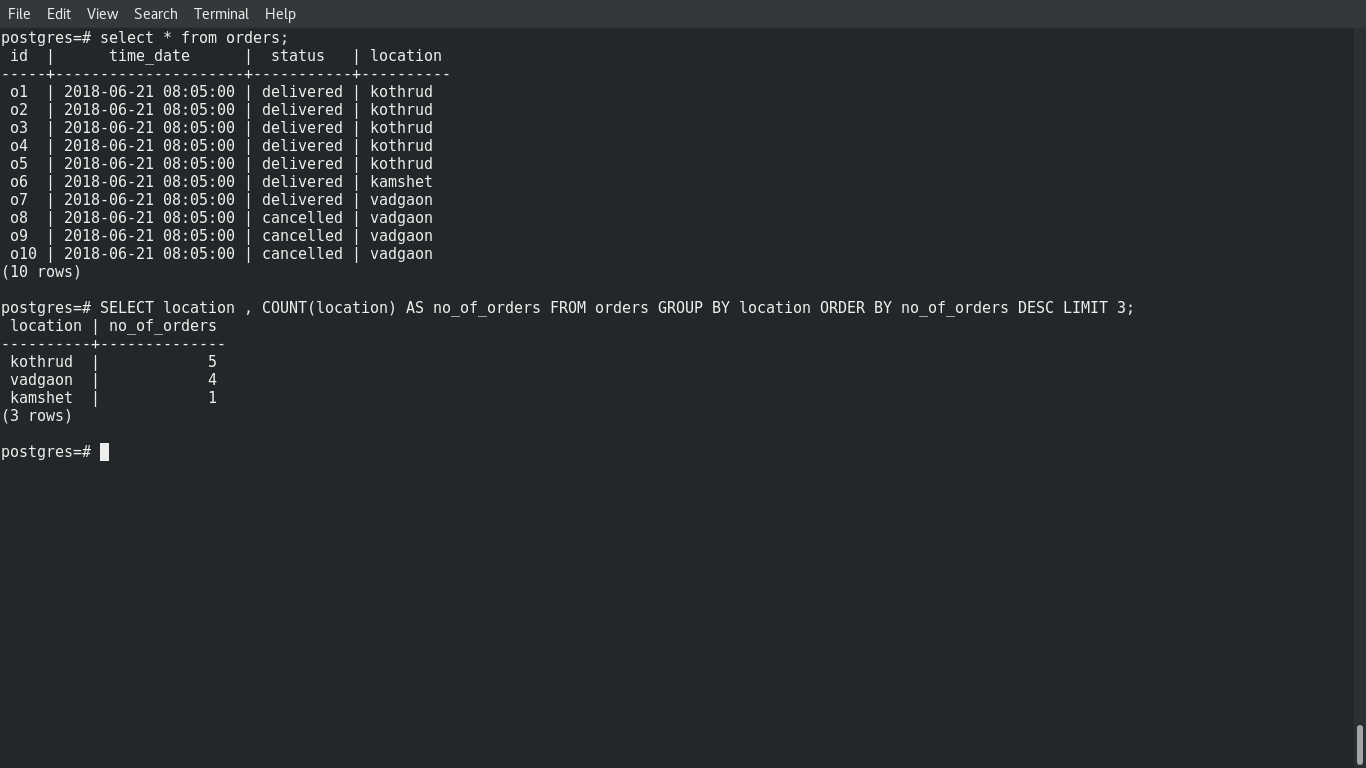 File Edit View Search Terminal Help
postgres=# select * from orders;
 id  |      time_date      |  status   | location
-----+---------------------+-----------+----------
 o1  | 2018-06-21 08:05:00 | delivered | kothrud
 o2  | 2018-06-21 08:05:00 | delivered | kothrud
 o3  | 2018-06-21 08:05:00 | delivered | kothrud
 o4  | 2018-06-21 08:05:00 | delivered | kothrud
 o5  | 2018-06-21 08:05:00 | delivered | kothrud
 o6  | 2018-06-21 08:05:00 | delivered | kamshet
 o7  | 2018-06-21 08:05:00 | delivered | vadgaon
 o8  | 2018-06-21 08:05:00 | cancelled | vadgaon
 o9  | 2018-06-21 08:05:00 | cancelled | vadgaon
 o10 | 2018-06-21 08:05:00 | cancelled | vadgaon
(10 rows)

postgres=# SELECT location , COUNT(location) AS no_of_orders FROM orders GROUP BY location ORDER BY no_of_orders DESC LIMIT 3;
 location | no_of_orders
----------+--------------
 kothrud  |            5
 vadgaon  |            4
 kamshet  |            1
(3 rows)

postgres=#